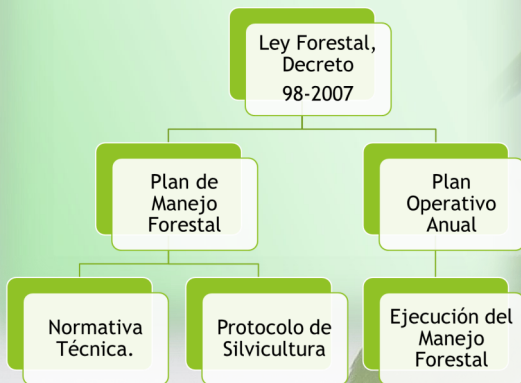 Ley Forestal,
Decreto
98-2007
Plan de
Manejo
Forestal
Plan
Operativo
Anual
Normativa
Técnica.
Protocolo de
Silvicultura
Ejecución del
Manejo
Forestal